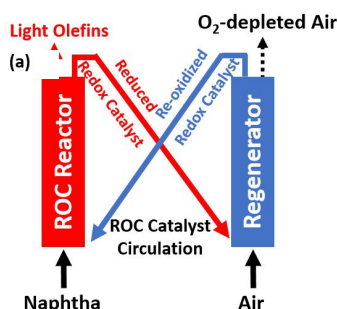 Light Olefins
O₂-depleted Air
(a)
ROC Reactor
Reduced
Redox Catalyst
Re-oxidized
Redox Catalyst
Regenerator
ROC Catalyst
Circulation
Naphtha
Air